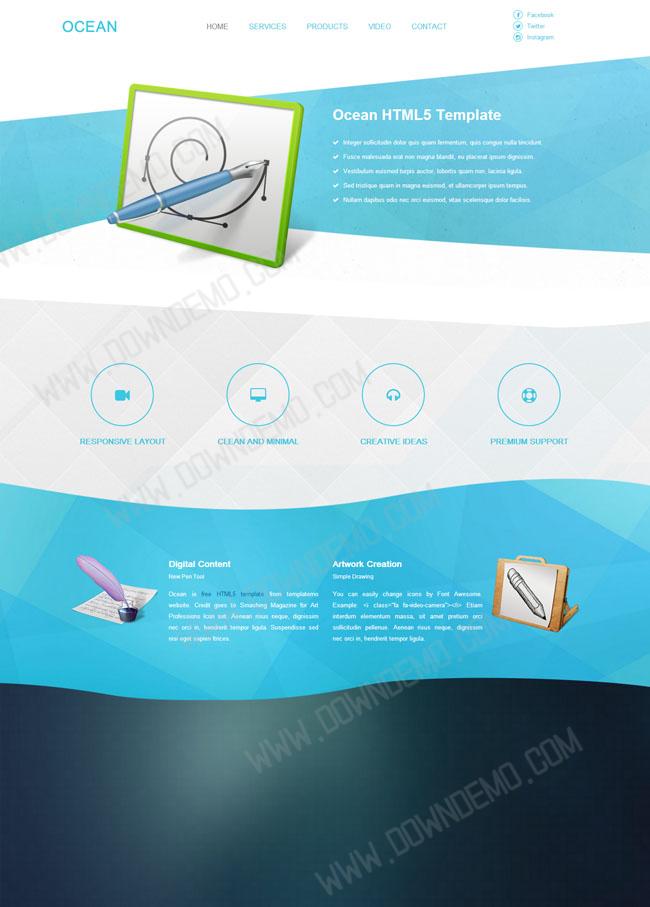 OCEAN
HOME SERVICES PRODUCTS VIDEO CONTACT
Facebook
Twitter
Instagram
Ocean HTML5 Template
Integer sollicitudin dolor quis quam fermentum, quis congue nulla tincidunt.
Fusce malesuada erat non magna blandit, eu placerat ipsum dignissim.
Vestibulum euismod turpis auctor, lobortis quam non, lacinia ligula.
Sed tristique quam in magna euismod, et ullamcorper ipsum tempus.
Nullam dapibus odio nec orci euismod, vitae scelerisque dolor facilisis.
RESPONSIVE LAYOUT
CLEAN AND MINIMAL
CREATIVE IDEAS
PREMIUM SUPPORT
Digital Content
New Pen Tool
Ocean is free HTML5 template from templatemo
website. Credit goes to Smashing Magazine for Art
Professions Icon set. Aenean risus neque, dignissim
nec orci in, hendrerit tempor ligula. Suspendisse sed
nisi eget sapien ltrices.
Artwork Creation
Simple Drawing
You can easily change icons by Font Awesome.
Example: <i class="fa fa-video-camera"></i> Etiam
interdum elementum massa, sit amet pretium orci
sollicitudin pellenue. Aenean risus neque, dignissim
nec orci in, hendrerit tempor ligula.
WWW.DOWNDEMO.COM
WWW.DOWNDEMO.COM
WWW.DOWNDEMO.COM
WWW.DOWNDEMO.COM
WWW.DOWNDEMO.COM